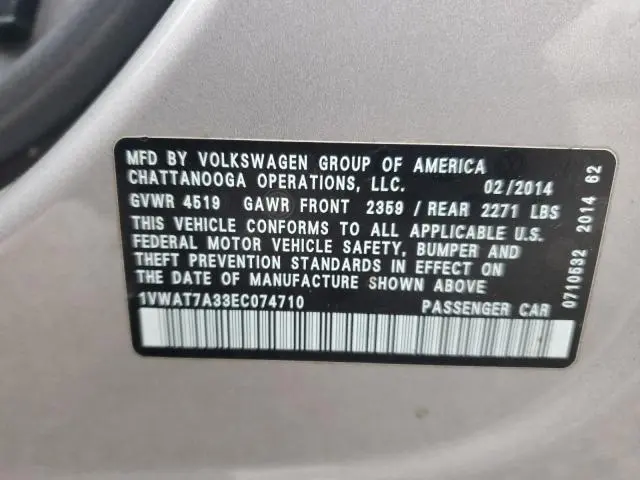 MFD BY VOLKSWAGEN GROUP OF AMERICA
CHATTANOOGA OPERATIONS, LLC. 02/2014
GVWR 4519 GAWR FRONT 2359 / REAR 2271 LBS
THIS VEHICLE CONFORMS TO ALL APPLICABLE U.S.
FEDERAL MOTOR VEHICLE SAFETY, BUMPER AND
THEFT PREVENTION STANDARDS IN EFFECT ON
THE DATE OF MANUFACTURE SHOWN ABOVE
1VWAT7A33EC074710 PASSENGER CAR
0710532 2014 62